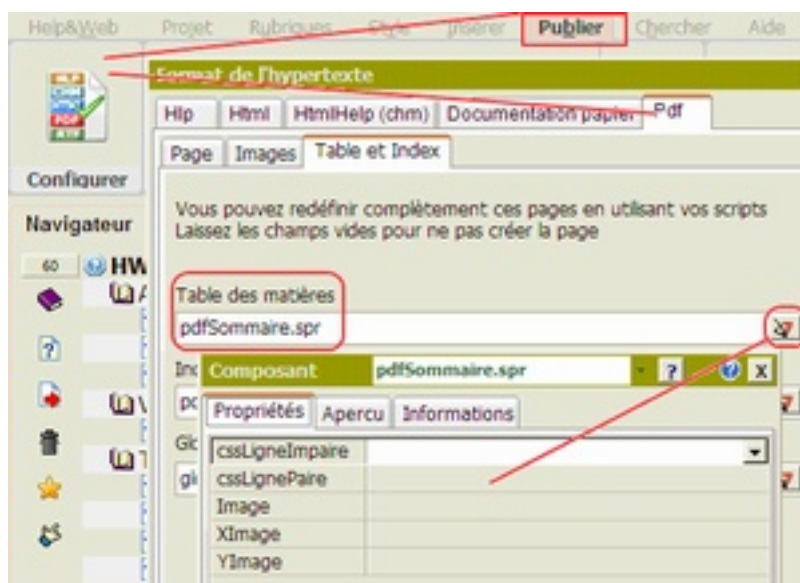 Help&Web Projet Rubriques Style Insérer Publier Chercher Aide
Format de l'hypertexte
Hlp Html HtmlHelp (chm) Documentation papier Pdf
Page Images Table et Index
Configurer
Vous pouvez redéfinir complètement ces pages en utilisant vos scripts
Laissez les champs vides pour ne pas créer la page
Navigateur
60 HW
Table des matières
pdfSommaire.spr
Composant pdfSommaire.spr ? ? X
Propriétés Apercu Informations
cssLigneImpaire
cssLignePaire
Image
XImage
YImage